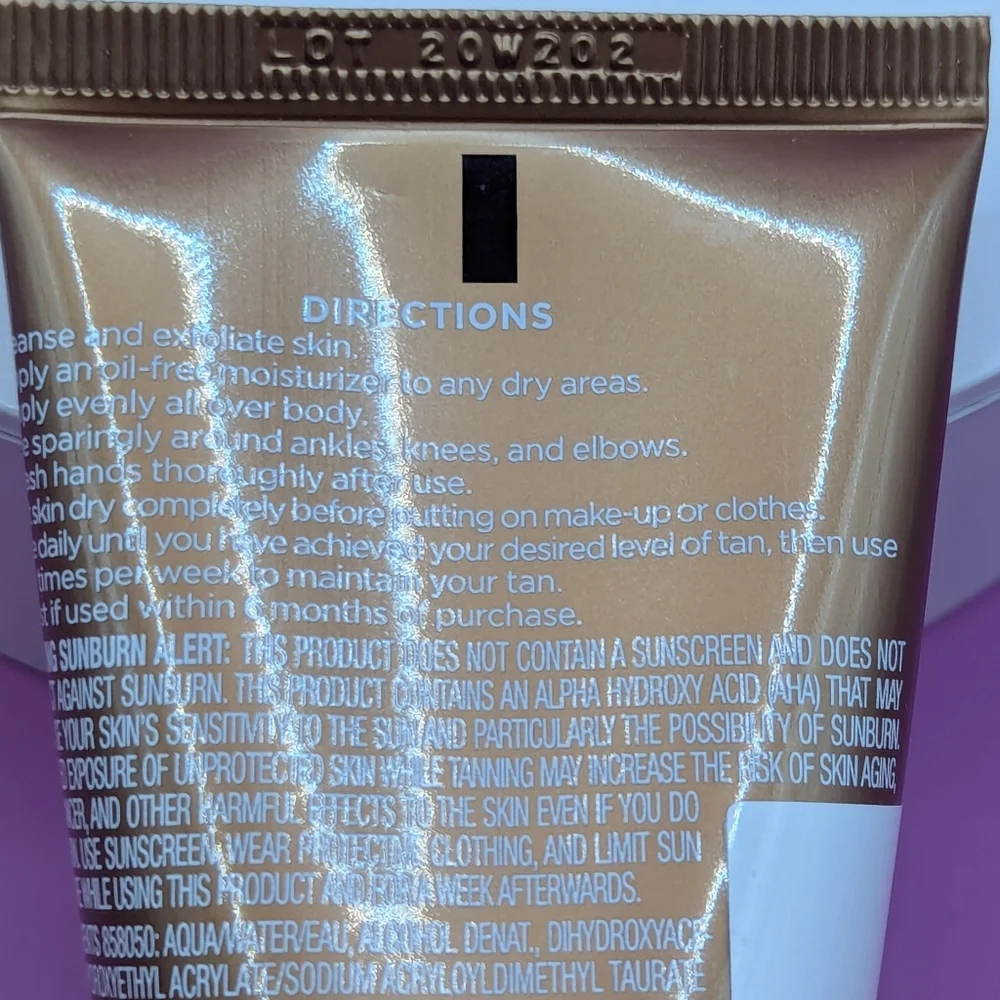 LOT 20W202
DIRECTIONS
eanse and exfoliate skin.
ply an oil-free moisturizer to any dry areas.
ply evenly all over body.
e sparingly around ankles, knees, and elbows.
sh hands thoroughly after use.
skin dry completely before putting on make-up or clothes.
daily until you have achieved your desired level of tan, then use
times per week to maintain your tan.
st if used within 6 months of purchase.
G SUNBURN ALERT: THIS PRODUCT DOES NOT CONTAIN A SUNSCREEN AND DOES NOT
T AGAINST SUNBURN. THIS PRODUCT CONTAINS AN ALPHA HYDROXY ACID (AHA) THAT MAY
E YOUR SKIN'S SENSITIVITY TO THE SUN AND PARTICULARLY THE POSSIBILITY OF SUNBURN.
D EXPOSURE OF UNPROTECTED SKIN WHILE TANNING MAY INCREASE THE RISK OF SKIN AGING,
CER, AND OTHER HARMFUL EFFECTS TO THE SKIN EVEN IF YOU DO
USE SUNSCREEN, WEAR PROTECTIVE CLOTHING, AND LIMIT SUN
E WHILE USING THIS PRODUCT AND FOR A WEEK AFTERWARDS.
TS 858050: AQUA/WATER/EAU, ALCOHOL DENAT., DIHYDROXYACE
ROXYETHYL ACRYLATE/SODIUM ACRYLOYLDIMETHYL TAURATE